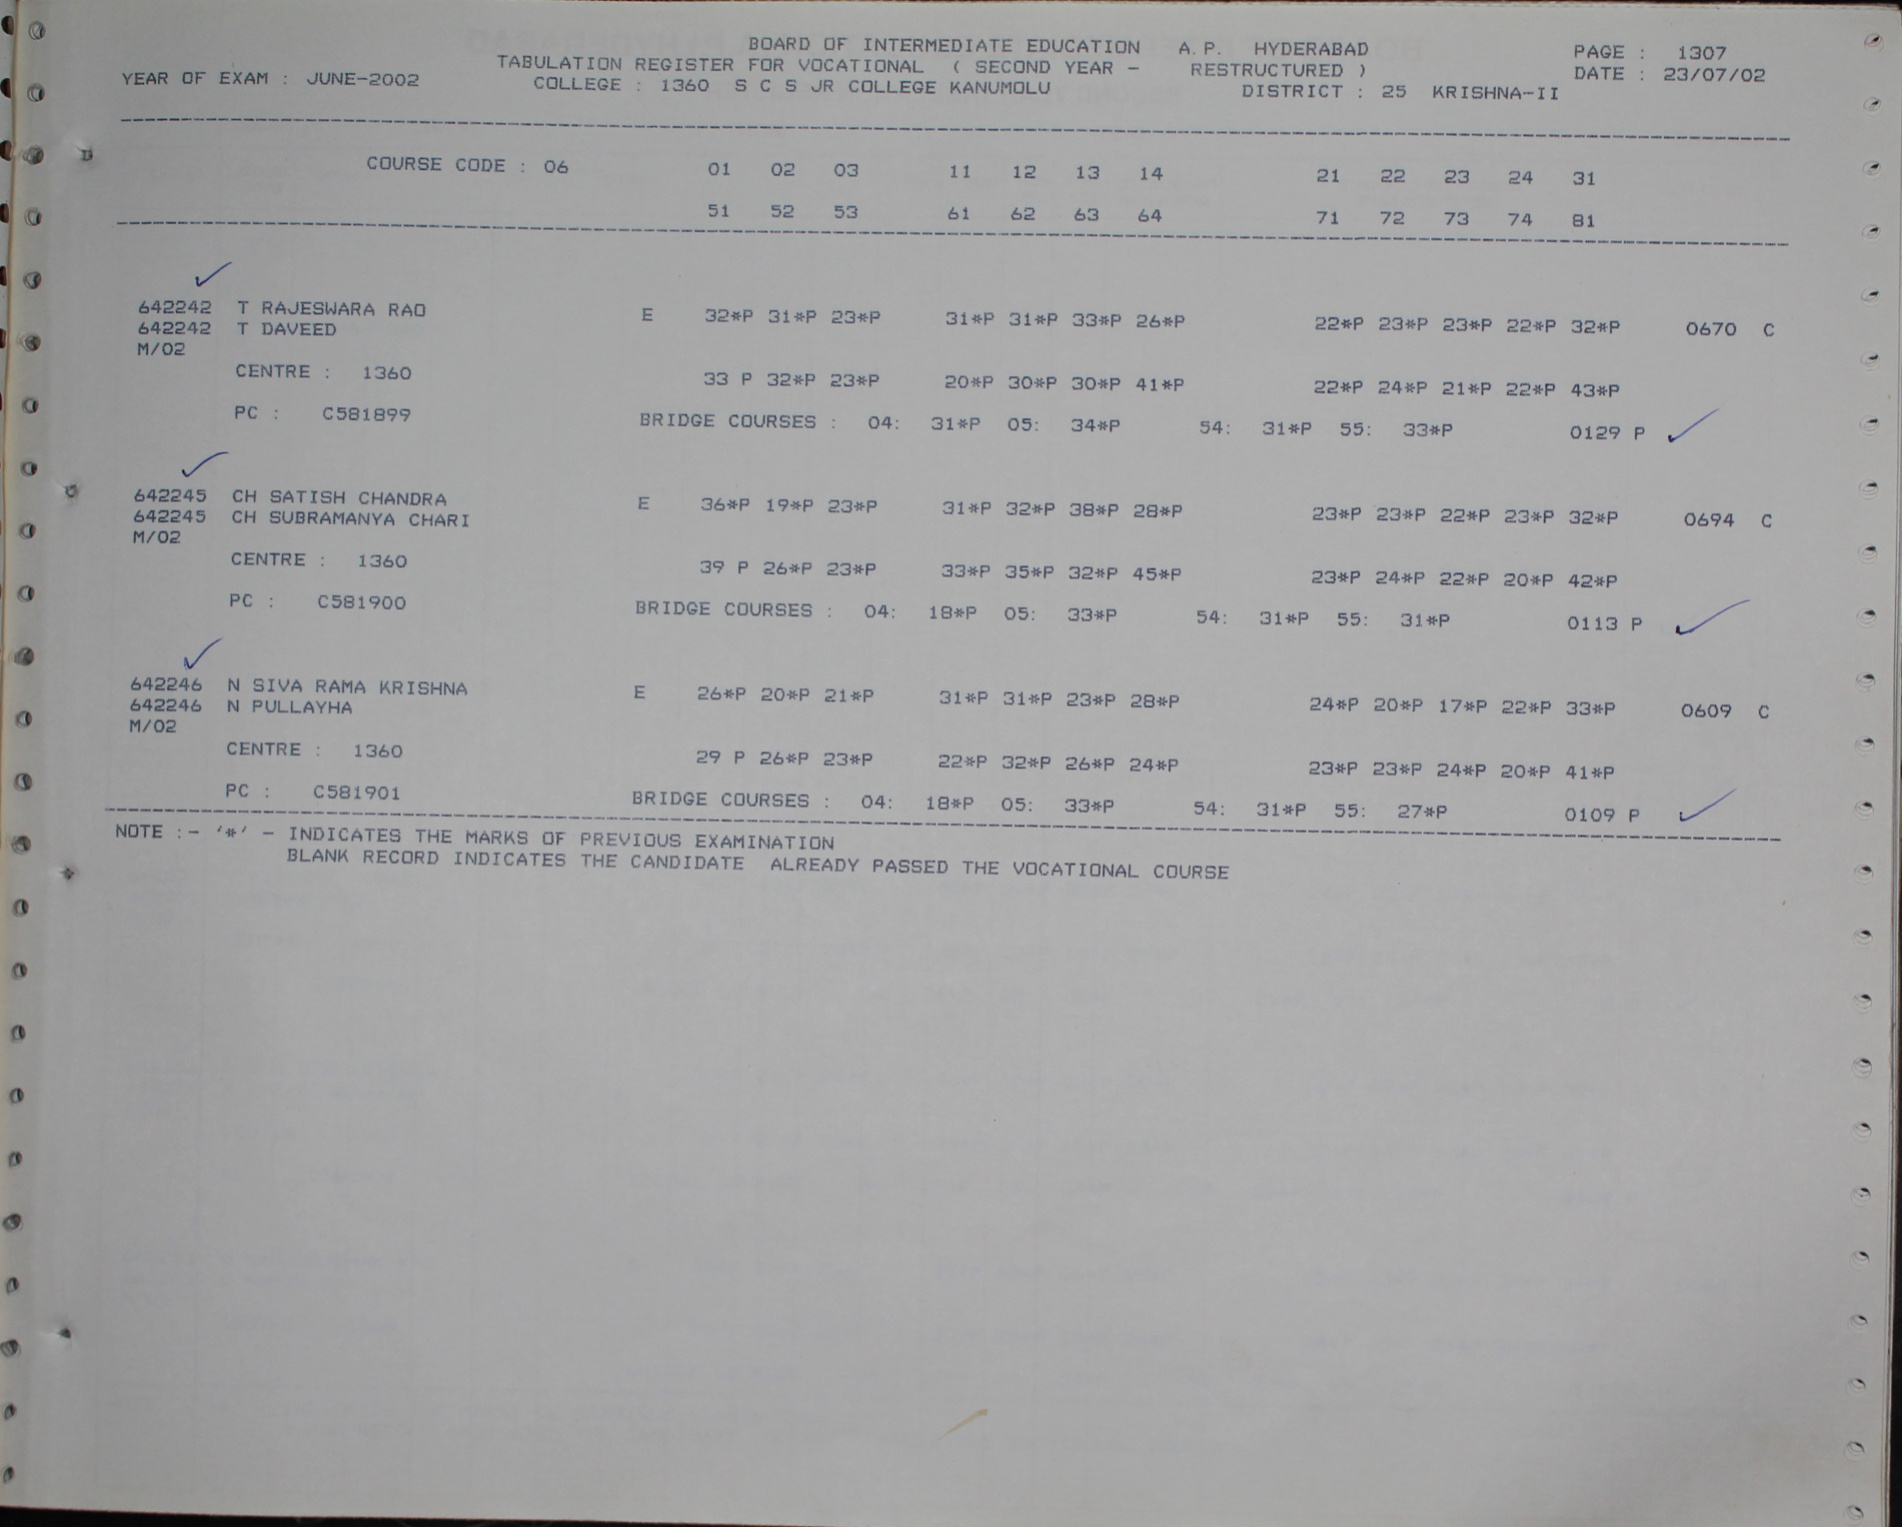 BOARD OF INTERMEDIATE EDUCATION A.P. HYDERABAD PAGE : 1307
TABULATION REGISTER FOR VOCATIONAL ( SECOND YEAR - RESTRUCTURED ) DATE : 23/07/02
YEAR OF EXAM : JUNE-2002 COLLEGE : 1360 S C S JR COLLEGE KANUMOLU DISTRICT : 25 KRISHNA-II
COURSE CODE : 06 01 02 03 11 12 13 14 21 22 23 24 31
51 52 53 61 62 63 64 71 72 73 74 81
642242 T RAJESWARA RAO E 32*P 31*P 23*P 31*P 31*P 33*P 26*P 22*P 23*P 23*P 22*P 32*P 0670 C
642242 T DAVEED
M/02
CENTRE : 1360 33 P 32*P 23*P 20*P 30*P 30*P 41*P 22*P 24*P 21*P 22*P 43*P
PC : C581899 BRIDGE COURSES : 04: 31*P 05: 34*P 54: 31*P 55: 33*P 0129 P
642245 CH SATISH CHANDRA E 36*P 19*P 23*P 31*P 32*P 38*P 28*P 23*P 23*P 22*P 23*P 32*P 0694 C
642245 CH SUBRAMANYA CHARI
M/02
CENTRE : 1360 39 P 26*P 23*P 33*P 35*P 32*P 45*P 23*P 24*P 22*P 20*P 42*P
PC : C581900 BRIDGE COURSES : 04: 18*P 05: 33*P 54: 31*P 55: 31*P 0113 P
642246 N SIVA RAMA KRISHNA E 26*P 20*P 21*P 31*P 31*P 23*P 28*P 24*P 20*P 17*P 22*P 33*P 0609 C
642246 N PULLAYHA
M/02
CENTRE : 1360 29 P 26*P 23*P 22*P 32*P 26*P 24*P 23*P 23*P 24*P 20*P 41*P
PC : C581901 BRIDGE COURSES : 04: 18*P 05: 33*P 54: 31*P 55: 27*P 0109 P
NOTE :- '*' - INDICATES THE MARKS OF PREVIOUS EXAMINATION
BLANK RECORD INDICATES THE CANDIDATE ALREADY PASSED THE VOCATIONAL COURSE